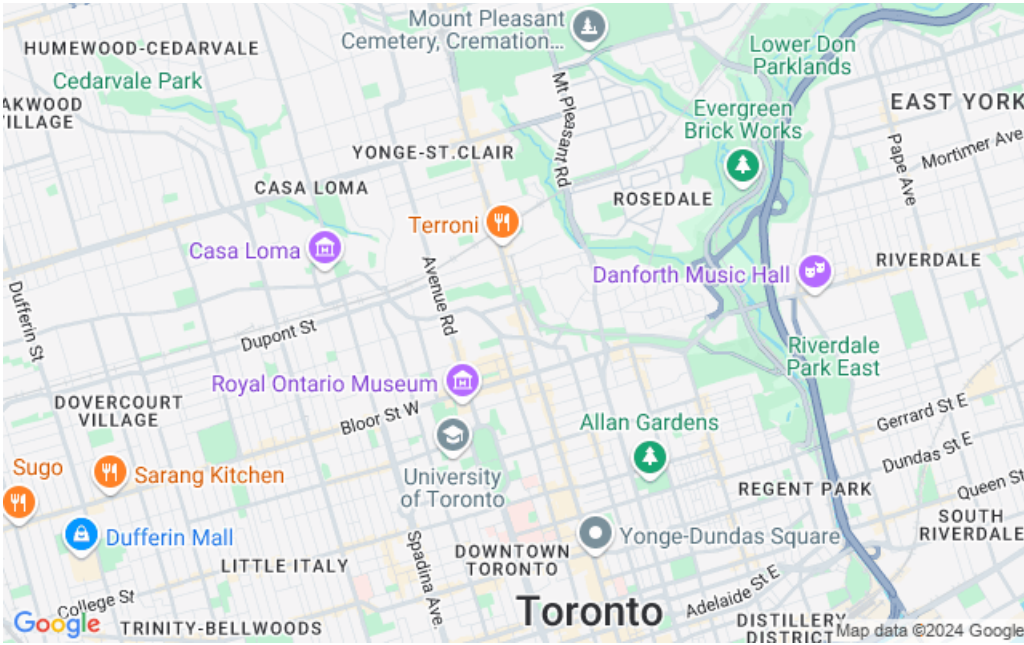 Mount Pleasant
Cemetery, Cremation...
HUMEWOOD-CEDARVALE
Lower Don
Parklands
Cedarvale Park
AKWOOD
VILLAGE
Mt Pleasant Rd
EAST YORK
Evergreen
Brick Works
Pape Ave
Mortimer Ave
YONGE-ST.CLAIR
CASA LOMA
ROSEDALE
Terroni
Casa Loma
Avenue Rd
Danforth Music Hall
RIVERDALE
Dufferin St
Dupont St
Riverdale
Park East
Royal Ontario Museum
DOVERCOURT
VILLAGE
Bloor St W
Allan Gardens
Gerrard St E
Dundas St E
Sugo
Sarang Kitchen
University
of Toronto
REGENT PARK
Queen St
SOUTH
RIVERDALE
Dufferin Mall
Yonge-Dundas Square
Spadina Ave.
DOWNTOWN
TORONTO
LITTLE ITALY
College St
Toronto
Adelaide St E
DISTILLERY
DISTRICT
Google
TRINITY-BELLWOODS
Map data ©2024 Google